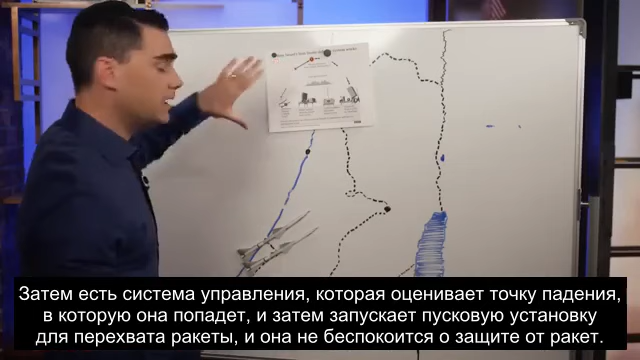 Затем есть система управления, которая оценивает точку падения,
в которую она попадет, и затем запускает пусковую установку
для перехвата ракеты, и она не беспокоится о защите от ракет.